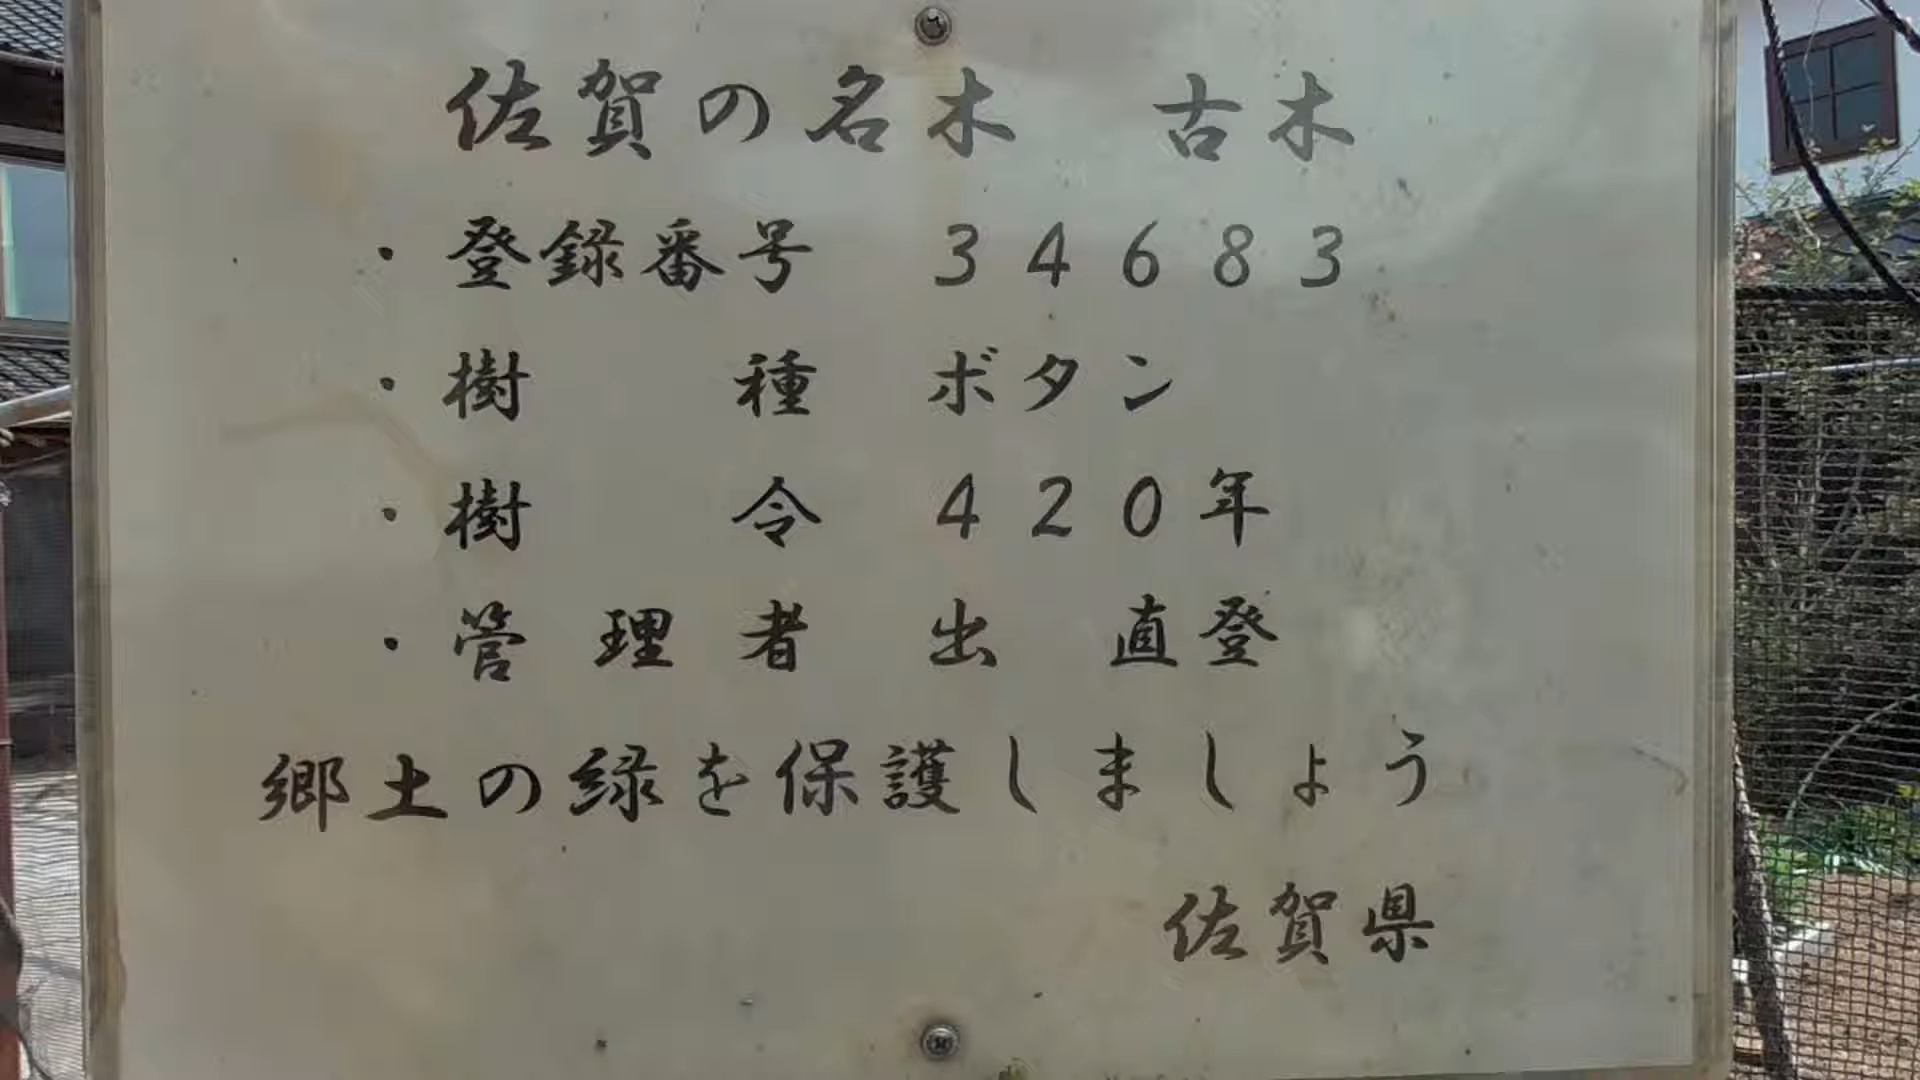 佐賀の名木　古木
・登録番号　３４６８３
・樹　種　ボタン
・樹　令　４２０年
・管理者　出　直登
郷土の緑を保護しましょう
佐賀県